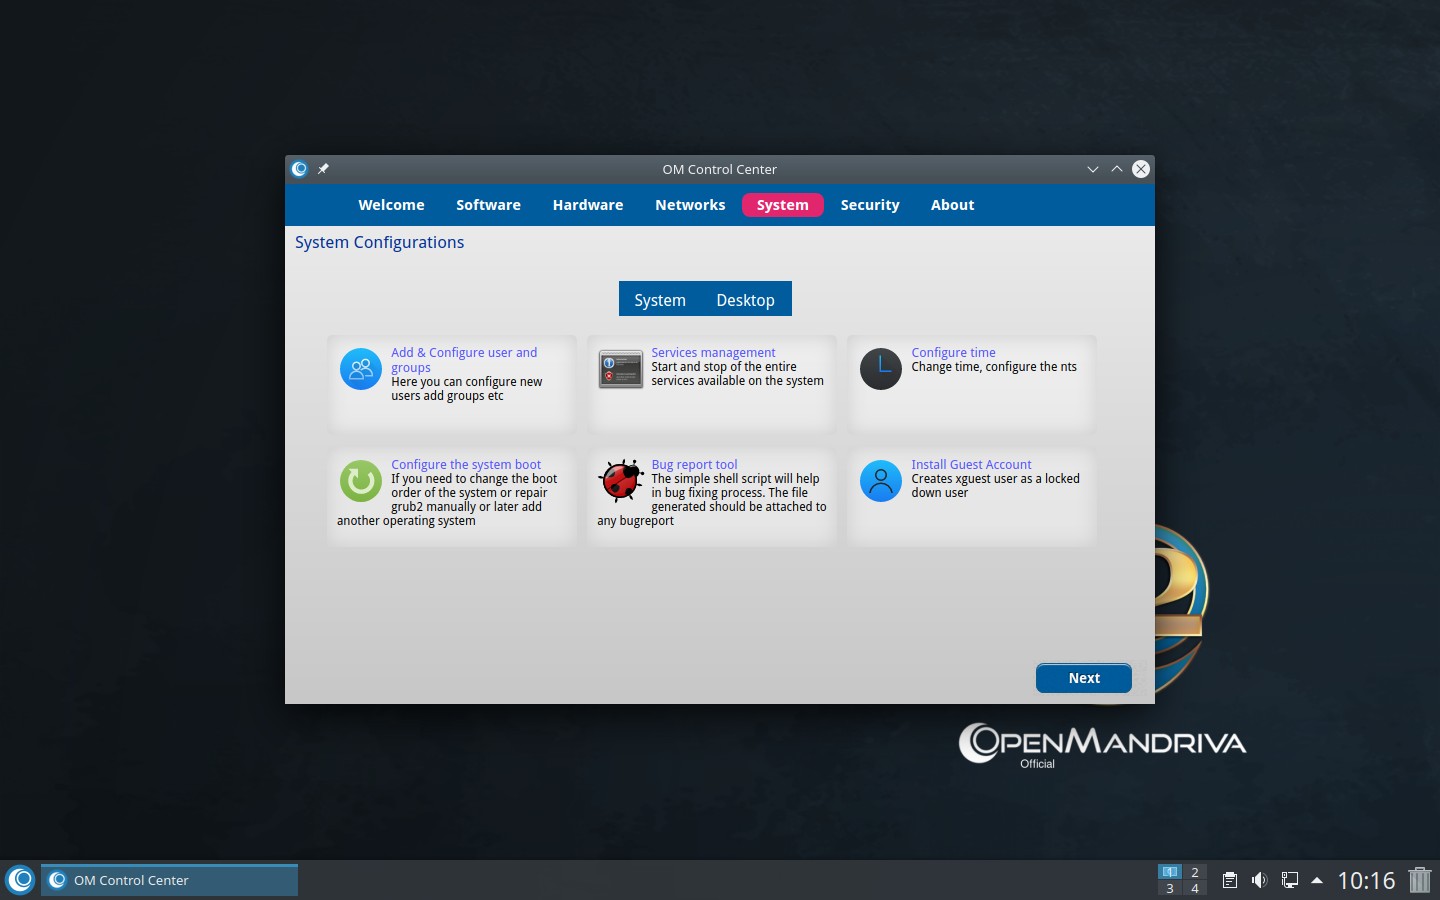 OM Control Center
Welcome Software Hardware Networks System Security About
System Configurations
System Desktop
Add & Configure user and
groups
Here you can configure new
users add groups etc
Services management
Start and stop of the entire
services available on the system
Configure time
Change time, configure the nts
Configure the system boot
If you need to change the boot
order of the system or repair
grub2 manually or later add
another operating system
Bug report tool
The simple shell script will help
in bug fixing process. The file
generated should be attached to
any bugreport
Install Guest Account
Creates xguest user as a locked
down user
Next
2
OPENMANDRIVA
Official
OM Control Center
1 2
3 4
10:16